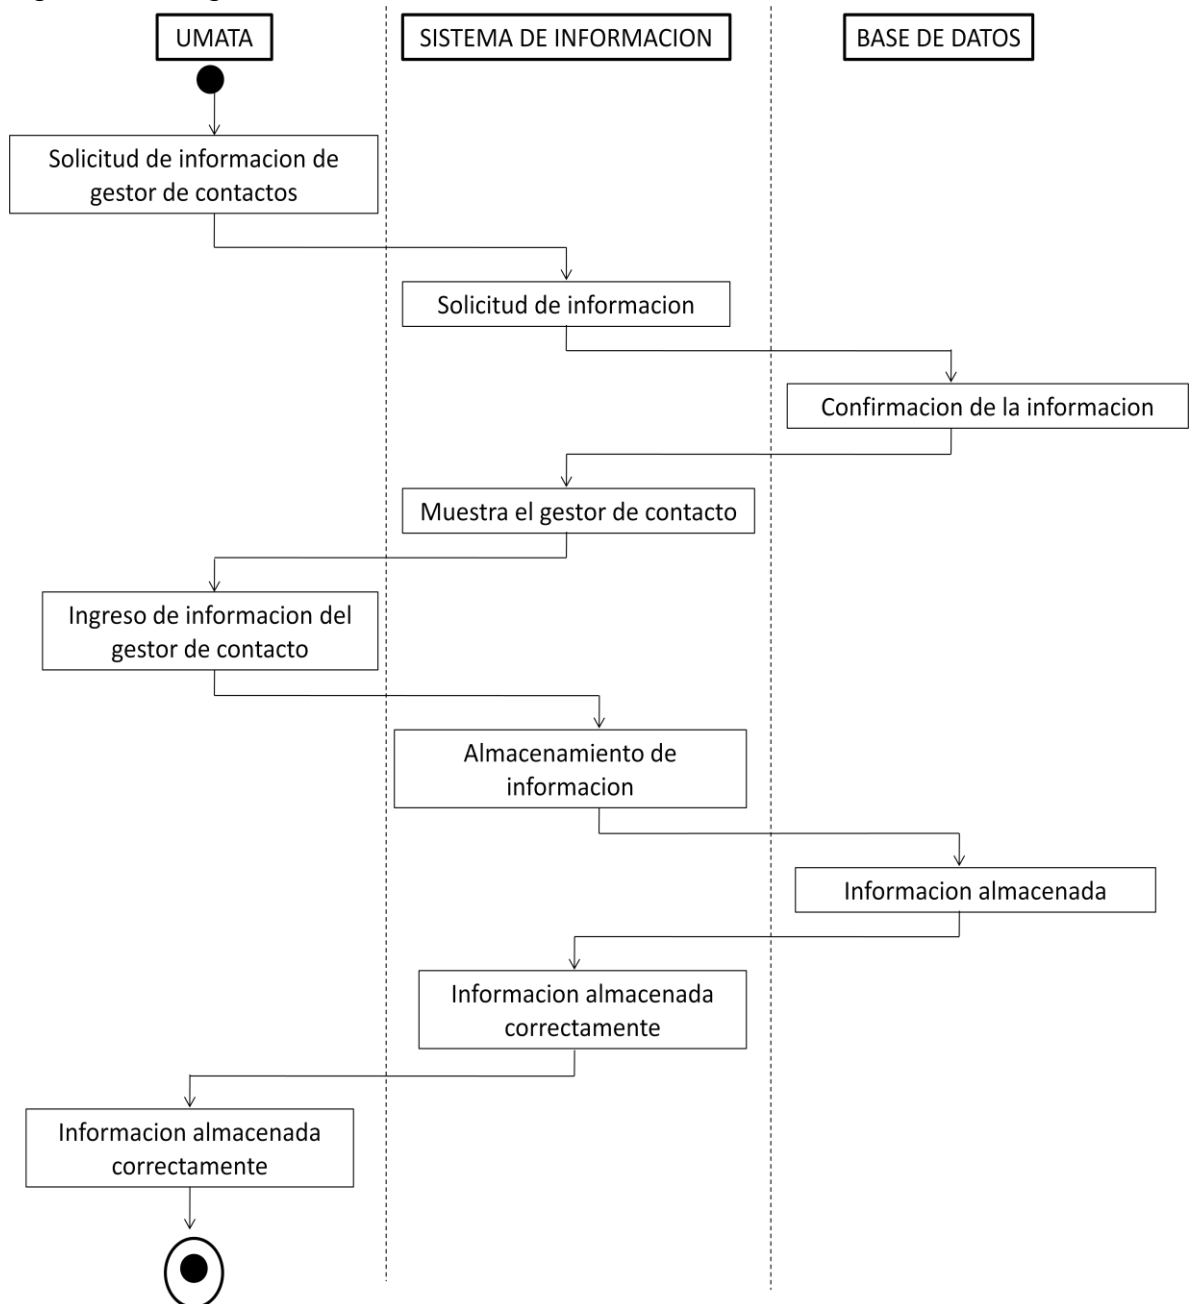 UMATA
SISTEMA DE INFORMACION
BASE DE DATOS
Solicitud de informacion de
gestor de contactos
Solicitud de informacion
Confirmacion de la informacion
Muestra el gestor de contacto
Ingreso de informacion del
gestor de contacto
Almacenamiento de
informacion
Informacion almacenada
Informacion almacenada
correctamente
Informacion almacenada
correctamente